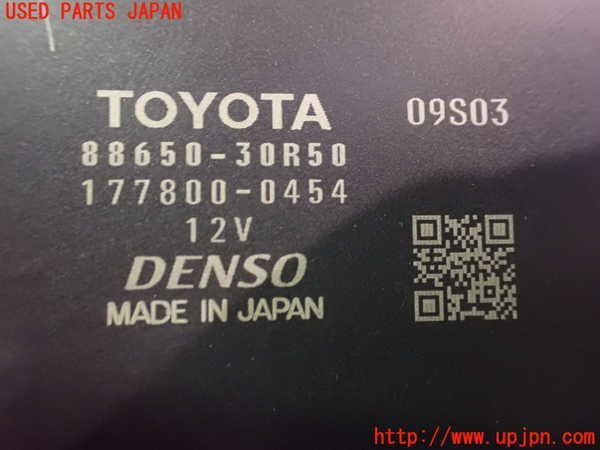 USED PARTS JAPAN
TOYOTA 09S03
88650-30R50
177800-0454
12V
DENSO
MADE IN JAPAN
http://www.upjpn.com